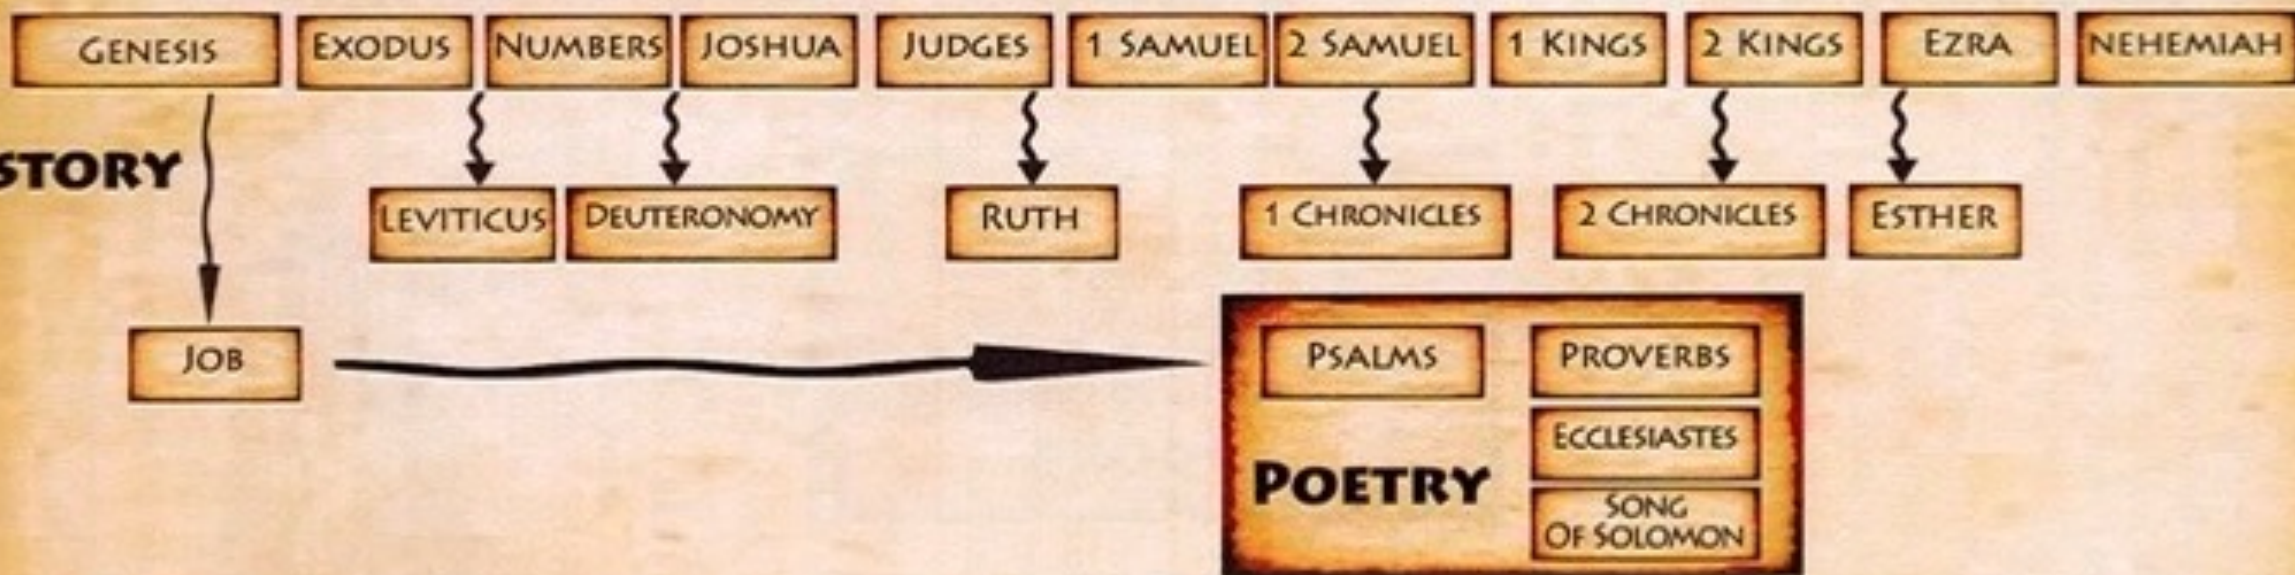 GENESIS EXODUS NUMBERS JOSHUA JUDGES 1 SAMUEL 2 SAMUEL 1 KINGS 2 KINGS EZRA NEHEMIAH
STORY
LEVITICUS DEUTERONOMY RUTH 1 CHRONICLES 2 CHRONICLES ESTHER
JOB
PSALMS PROVERBS
ECCLESIASTES
POETRY
SONG
OF SOLOMON